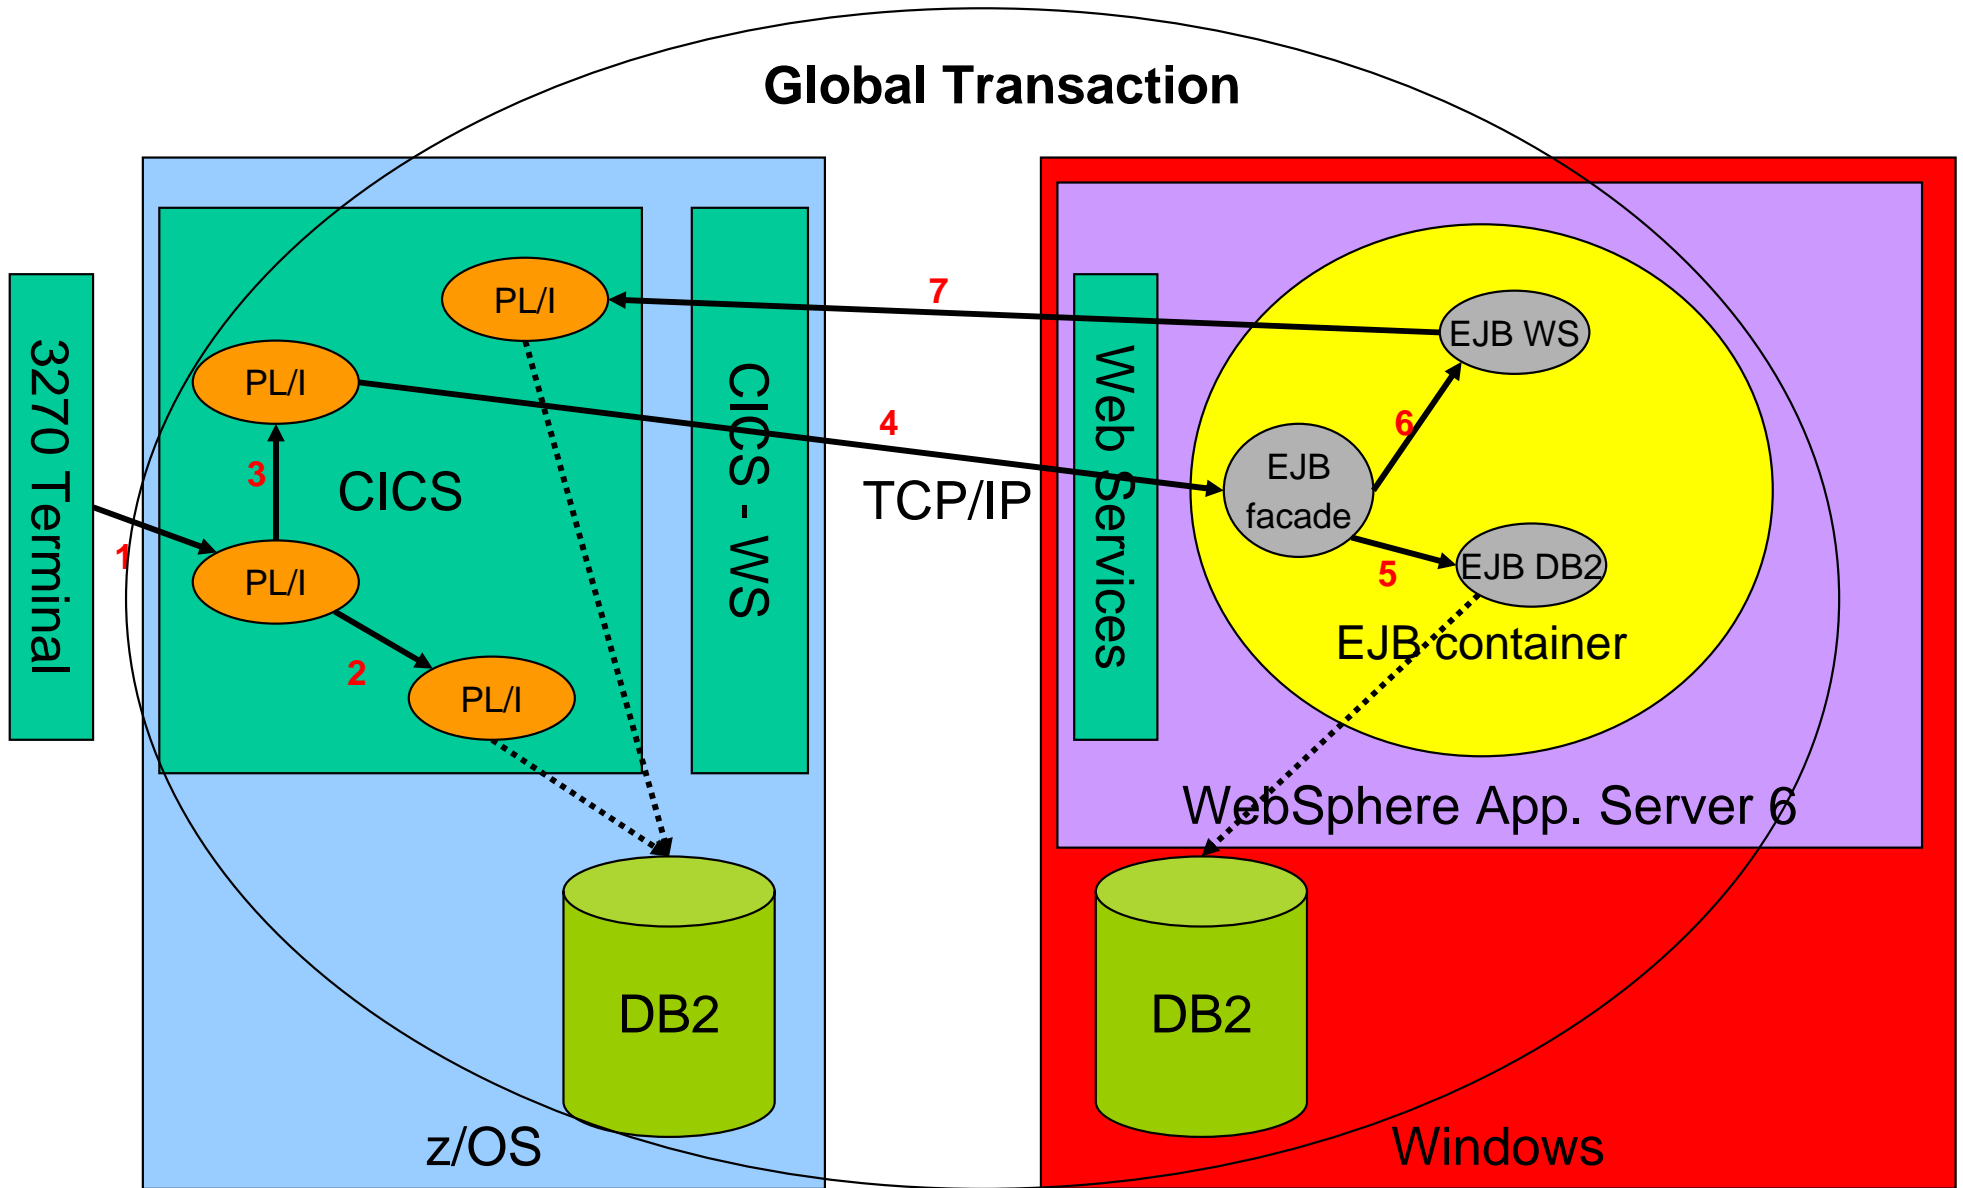 Global Transaction
3270 Terminal
PL/I
PL/I
PL/I
PL/I
CICS
CICS - WS
1
2
3
4
7
TCP/IP
Web Services
EJB WS
6
EJB
facade
5
EJB DB2
EJB container
WebSphere App. Server 6
DB2
DB2
z/OS
Windows